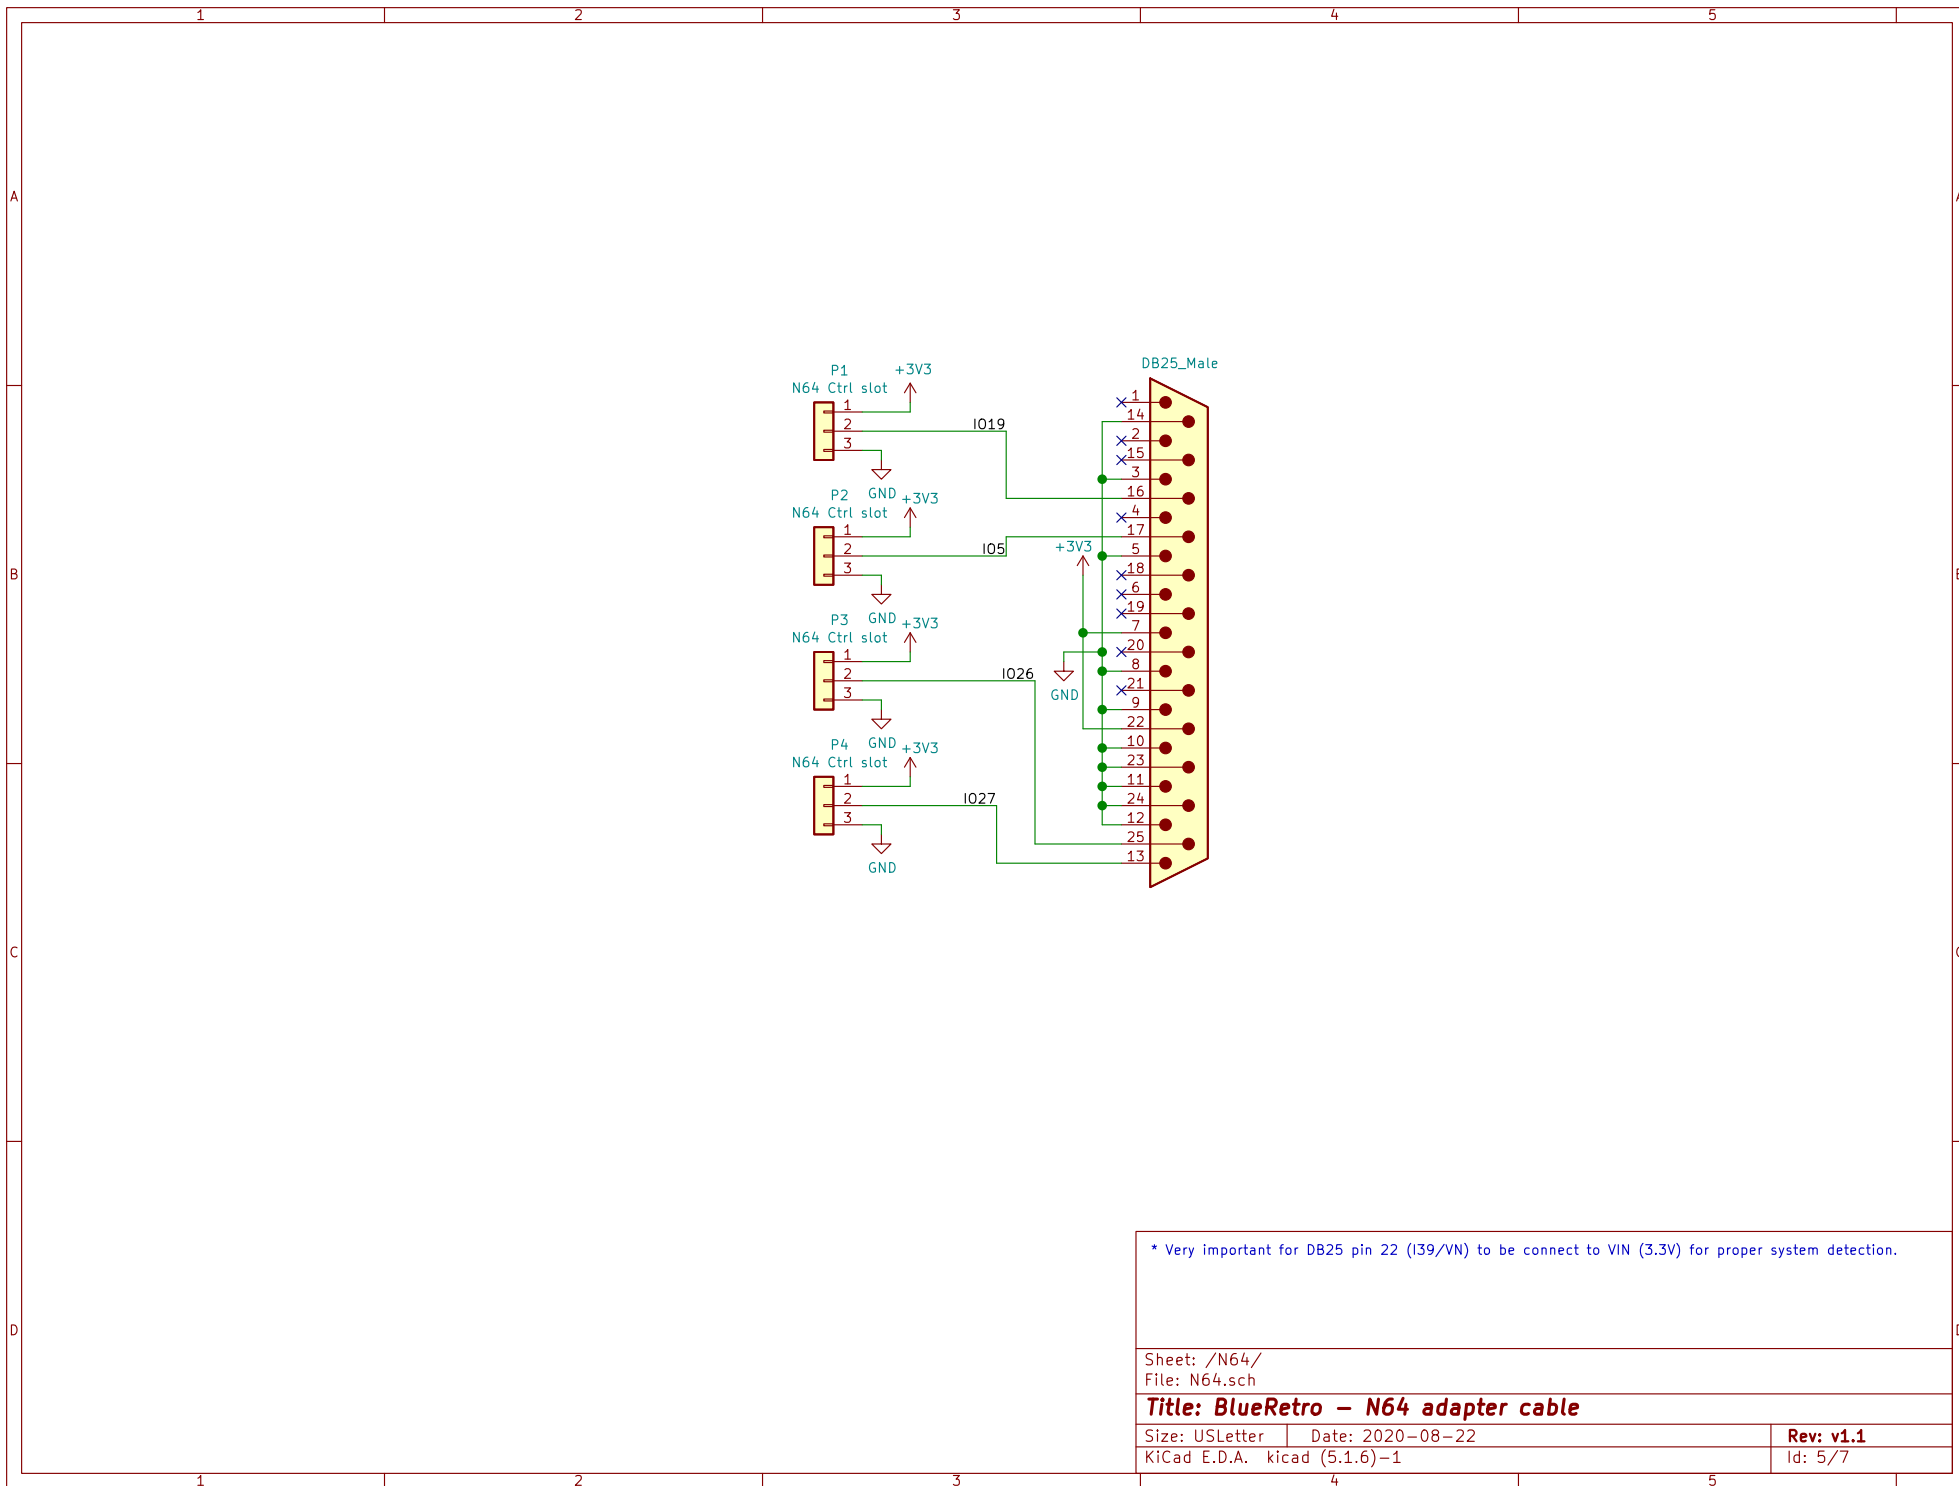 1 2 3 4 5
A A
DB25_Male
P1 +3V3
N64 Ctrl slot
1
1
14
2 IO19
2
15
3
3
16
GND
P2 +3V3
N64 Ctrl slot
4
1
17
2 IO5
+3V3
5
3
18
B
6
19
GND
P3 +3V3
7
N64 Ctrl slot
20
1
8
2 IO26
21
3
GND
9
22
GND
P4 +3V3
10
N64 Ctrl slot
23
1
11
2 IO27
24
3
12
25
13
GND
C
* Very important for DB25 pin 22 (I39/VN) to be connect to VIN (3.3V) for proper system detection.
D
Sheet: /N64/
File: N64.sch
Title: BlueRetro – N64 adapter cable
Size: USLetter Date: 2020-08-22 Rev: v1.1
KiCad E.D.A. kicad (5.1.6)-1 Id: 5/7
1 2 3 4 5